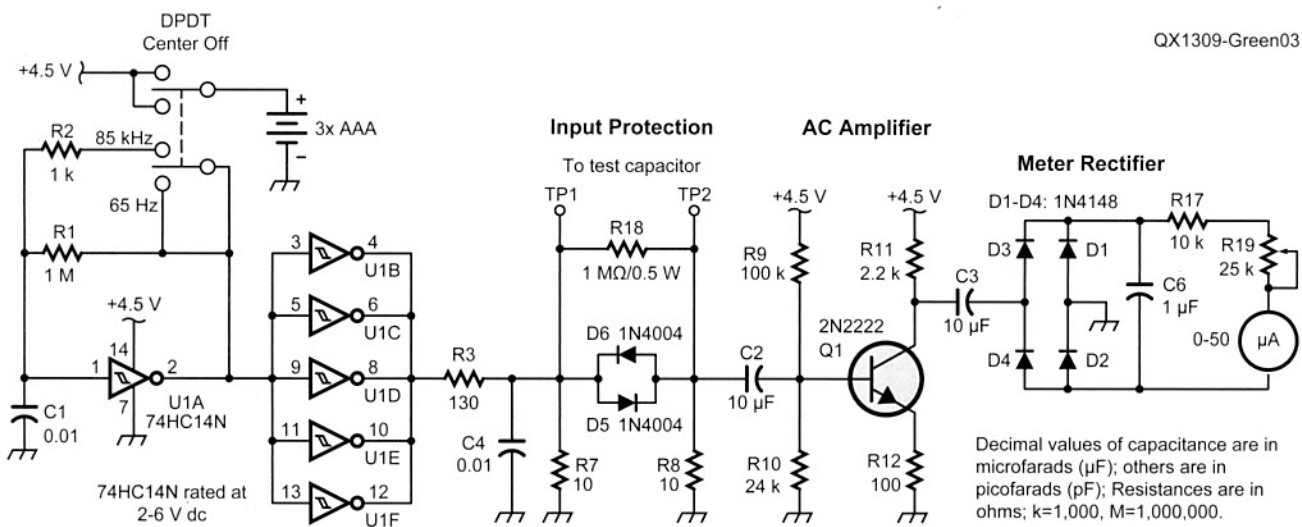 DPDT
Center Off
QX1309-Green03
+4.5 V
+
3x AAA
–
R2
85 kHz
1 k
65 Hz
R1
1 M
+4.5 V
14
1
2
7
U1A
74HC14N
C1
0.01
74HC14N rated at
2-6 V dc
3
4
U1B
5
6
U1C
9
8
U1D
11
10
U1E
13
12
U1F
R3
130
C4
0.01
Input Protection
To test capacitor
TP1
TP2
R18
1 MΩ/0.5 W
D6 1N4004
D5 1N4004
R7
10
R8
10
C2
10 µF
AC Amplifier
+4.5 V
+4.5 V
R9
100 k
R11
2.2 k
2N2222
Q1
R10
24 k
R12
100
C3
10 µF
Meter Rectifier
D1-D4: 1N4148
D3
D1
D4
D2
C6
1 µF
R17
10 k
R19
25 k
0-50
µA
Decimal values of capacitance are in
microfarads (µF); others are in
picofarads (pF); Resistances are in
ohms; k=1,000, M=1,000,000.